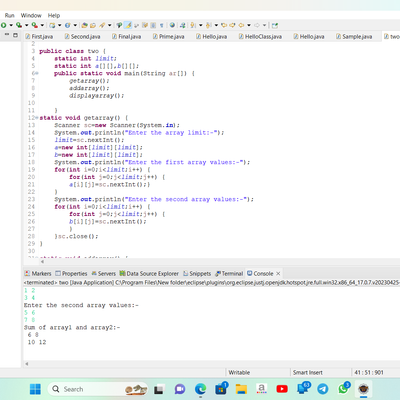 Run Window Help
First.java Second.java Final.java Prime.java Hello.java HelloClass.java Hello.java Sample.java two
2
3 public class two {
4 static int limit;
5 static int a[][],b[][];
6 public static void main(String ar[]) {
7 getarray();
8 adderray();
9 displayarray();
10
11 }
12 static void getarray() {
13 Scanner sc=new Scanner(System.in);
14 System.out.println("Enter the array limit:-");
15 limit=sc.nextInt();
16 a=new int[limit][limit];
17 b=new int[limit][limit];
18 System.out.println("Enter the first array values:-");
19 for(int i=0;i<limit;i++) {
20 for(int j=0;j<limit;j++) {
21 a[i][j]=sc.nextInt();}
22 }
23 System.out.println("Enter the second array values:-");
24 for(int i=0;i<limit;i++) {
25 for(int j=0;j<limit;j++) {
26 b[i][j]=sc.nextInt();
27 }
28 }sc.close();
29 }
30
Markers Properties Servers Data Source Explorer Snippets Terminal Console
<terminated> two [Java Application] C:\Program Files\New folder\eclipse\plugins\org.eclipse.justj.openjdk.hotspot.jre.full.win32.x86_64_17.0.7.v20230425-
1 2
3 4
Enter the second array values:-
5 6
7 8
Sum of array1 and array2:-
6 8
10 12
Writable Smart Insert 41 : 51 : 901
Search